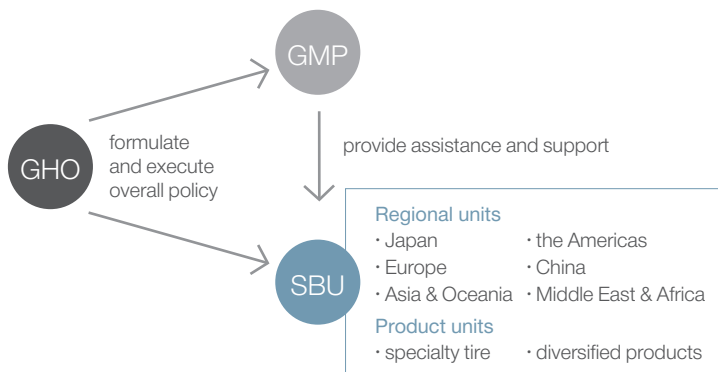 GMP
GHO
formulate
and execute
overall policy
provide assistance and support
SBU
Regional units
· Japan
· the Americas
· Europe
· China
· Asia & Oceania
· Middle East & Africa
Product units
· specialty tire
· diversified products